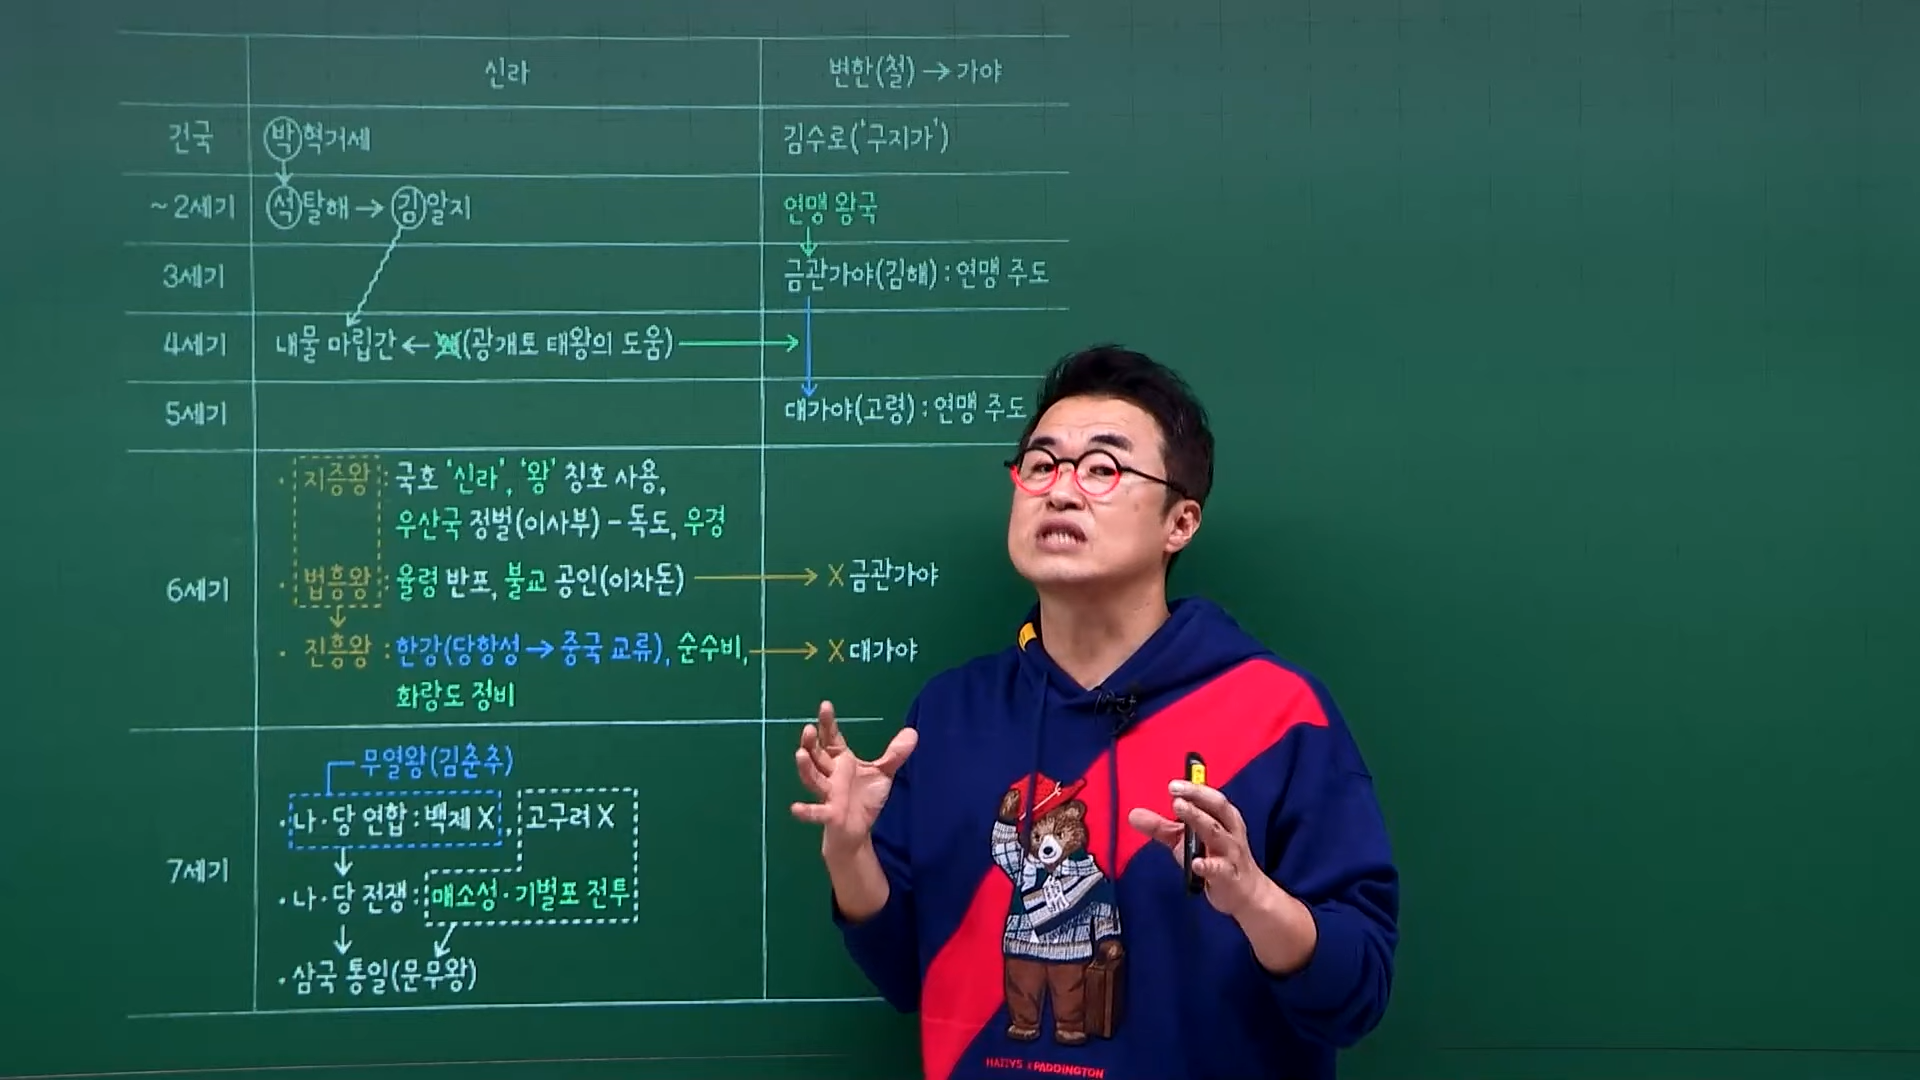 신라
변한(철) → 가야
건국
박혁거세
김수로('구지가')
~2세기
석탈해 → 김알지
연맹 왕국
3세기
금관가야(김해) : 연맹 주도
4세기
내물 마립간 ← 倭(광개토 태왕의 도움)
5세기
대가야(고령) : 연맹 주도
6세기
· 지증왕 : 국호 '신라', '왕' 칭호 사용,
우산국 정벌(이사부) - 독도, 우경
· 법흥왕 : 율령 반포, 불교 공인(이차돈) → X 금관가야
· 진흥왕 : 한강(당항성 → 중국 교류), 순수비, → X 대가야
화랑도 정비
7세기
무열왕(김춘추)
· 나·당 연합 : 백제 X, 고구려 X
· 나·당 전쟁 : 매소성·기벌포 전투
· 삼국 통일(문무왕)
HAZZYS X PADDINGTON